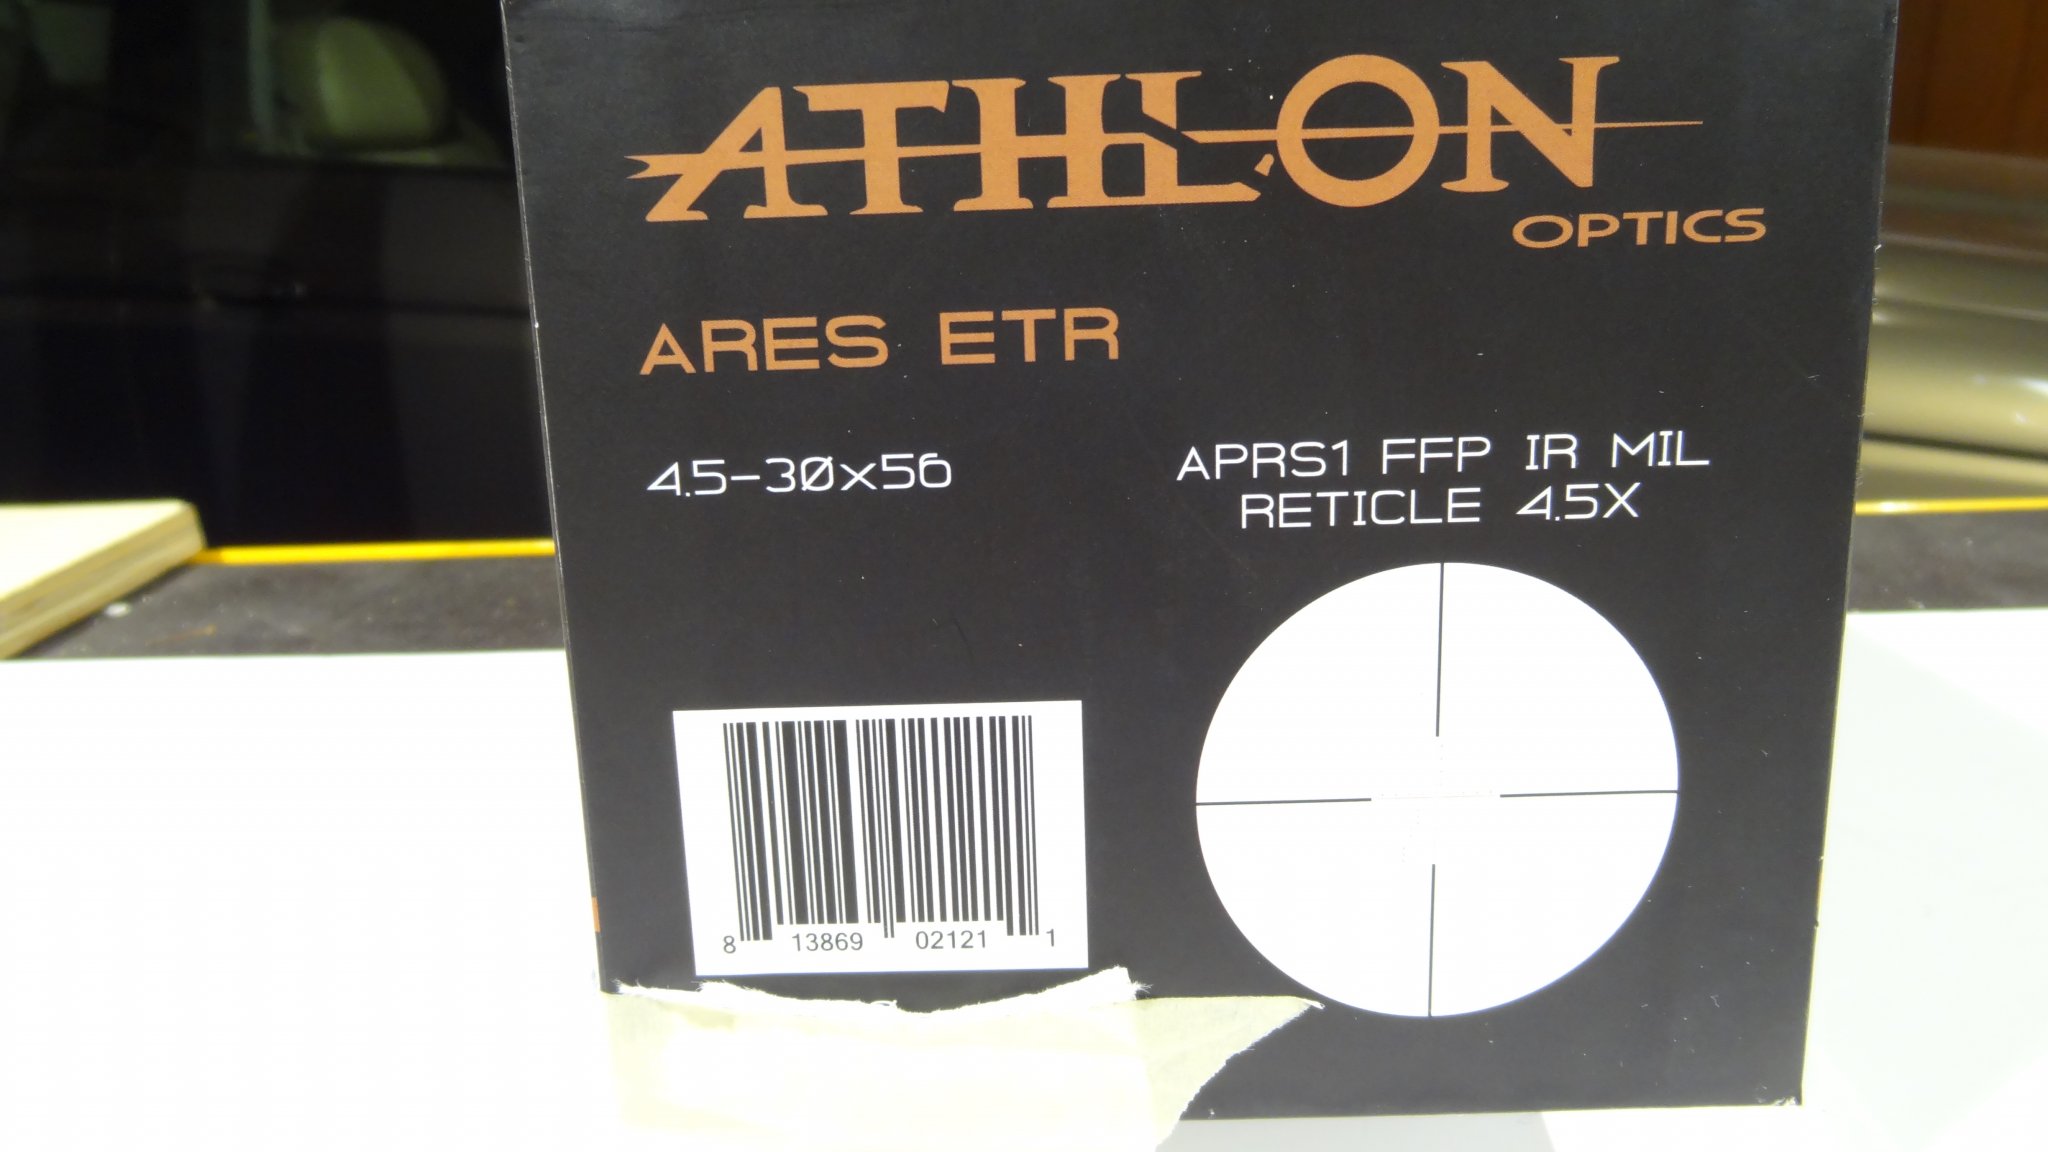 ATHLON
OPTICS
ARES ETR
4.5-30x56
APRS1 FFP IR MIL
RETICLE 4.5X
8 13869 02121 1